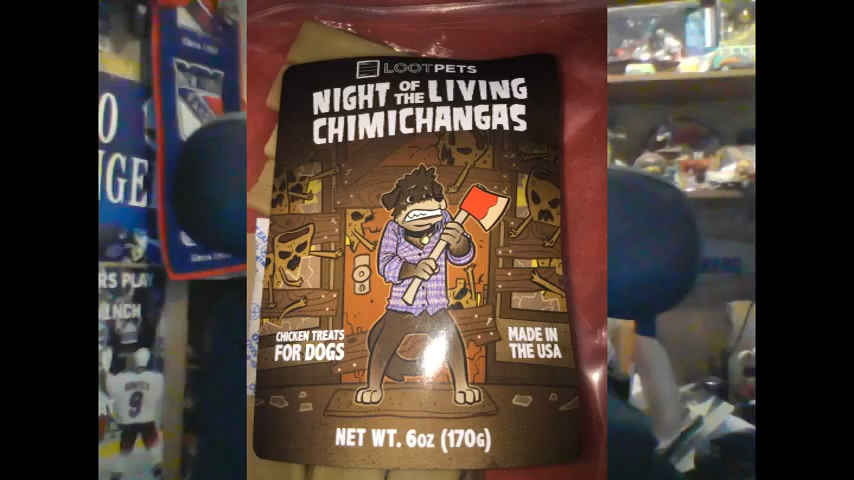 LOOTPETS
NIGHT OF THE LIVING
CHIMICHANGAS
CHICKEN TREATS
FOR DOGS
MADE IN
THE USA
NET WT. 6OZ (170G)
RS PLAY
9